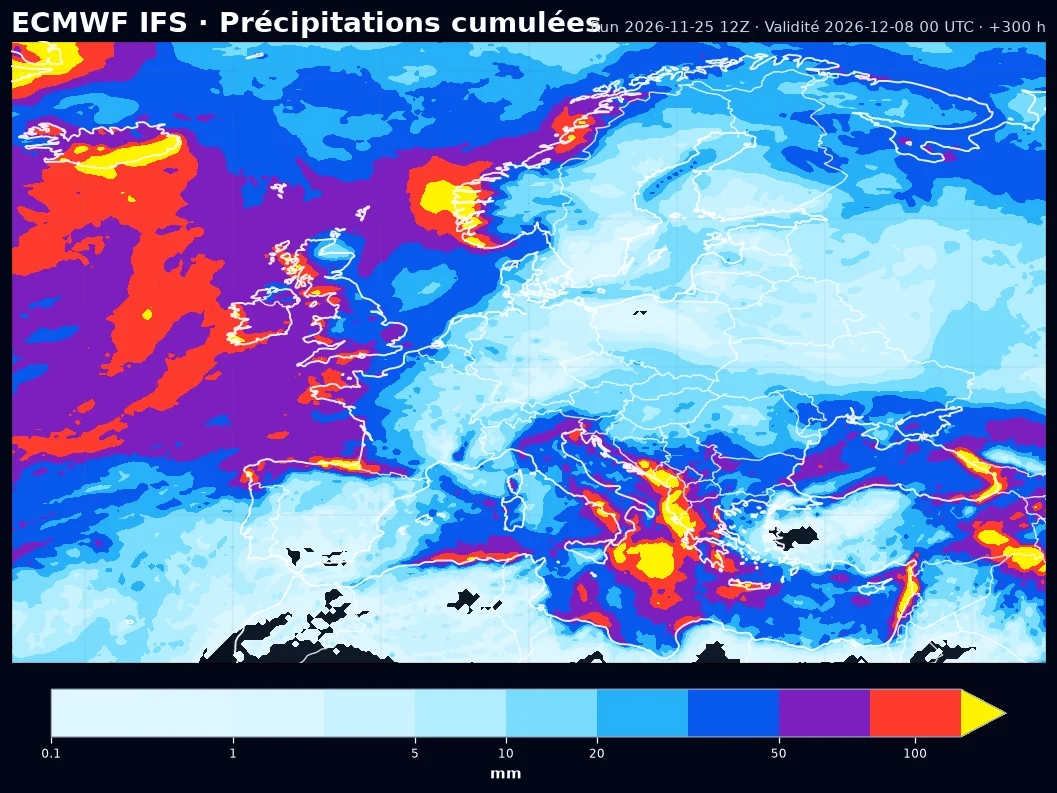 ECMWF IFS · Précipitations cumulées
Run 2026-11-25 12Z · Validité 2026-12-08 00 UTC · +300 h
0.1 1 5 10 20 50 100
mm